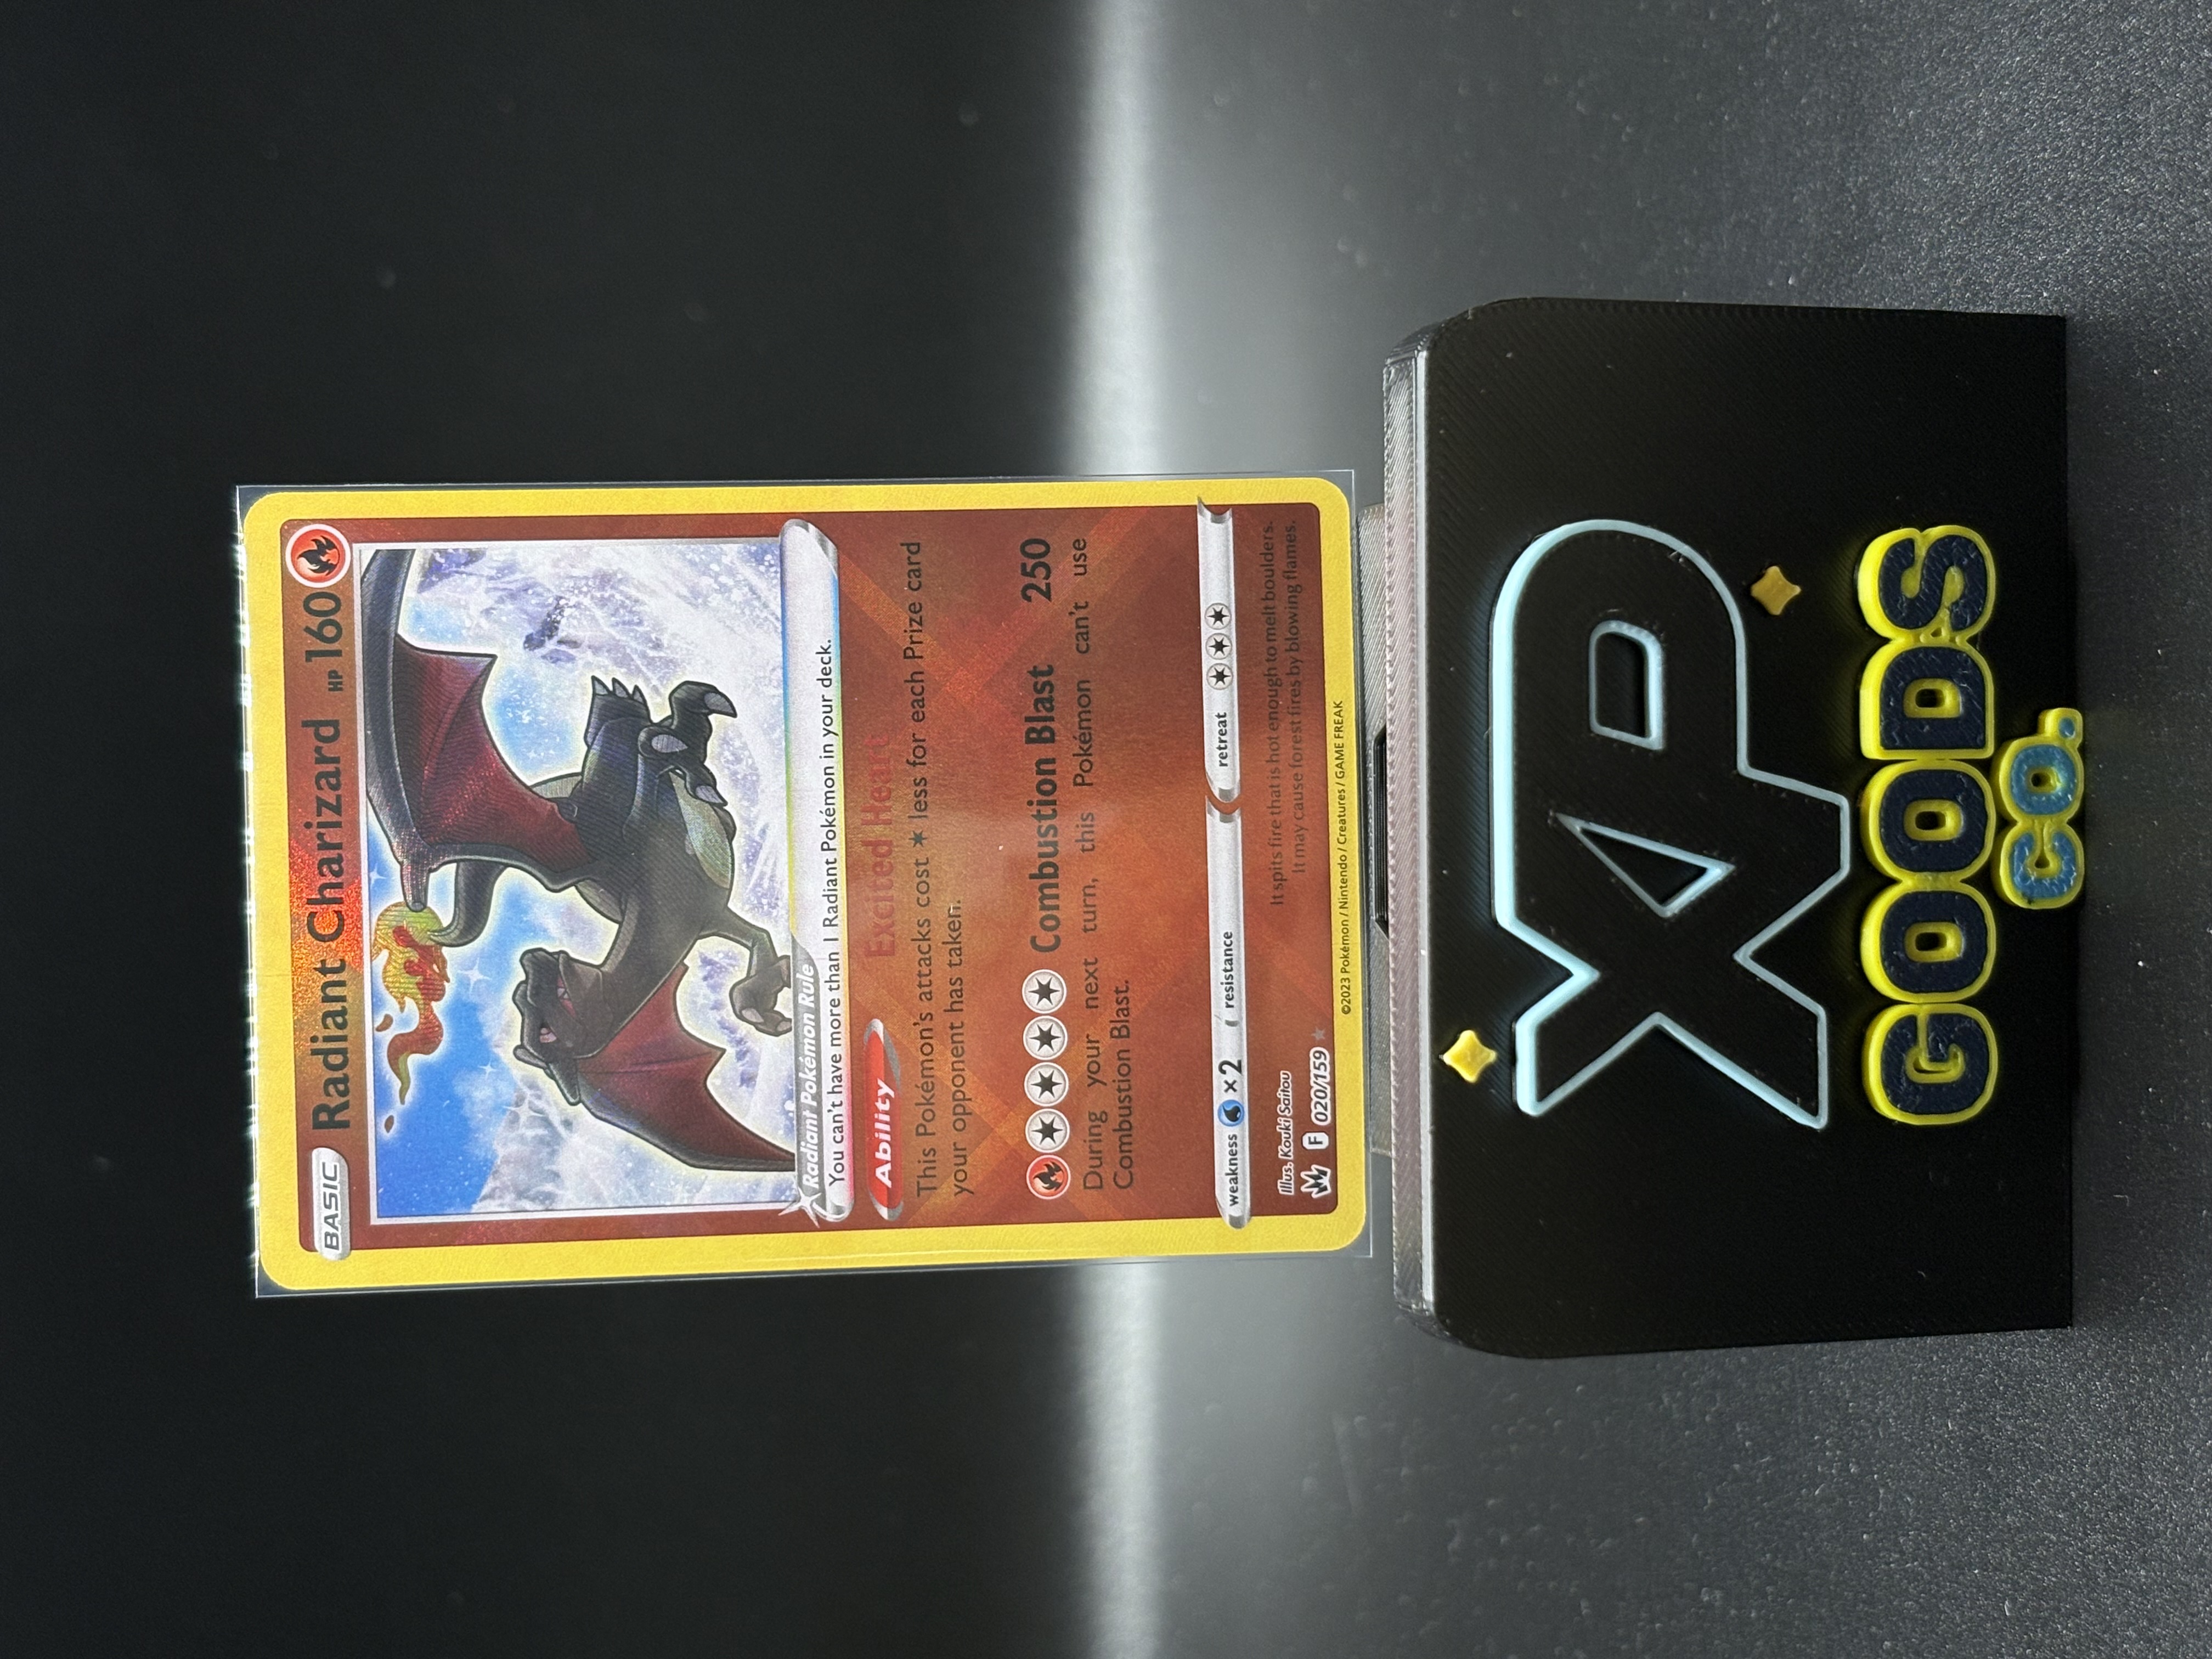 BASIC Radiant Charizard HP 160
Radiant Pokémon Rule
You can't have more than 1 Radiant Pokémon in your deck.
Ability Excited Heart
This Pokémon's attacks cost less for each Prize card
your opponent has taken.
Combustion Blast 250
During your next turn, this Pokémon can't use
Combustion Blast.
weakness ×2 resistance retreat
It spits fire that is hot enough to melt boulders.
It may cause forest fires by blowing flames.
Illus. Kouki Saitou
F 020/159
©2023 Pokémon / Nintendo / Creatures / GAME FREAK
XP
GOODS
CO.